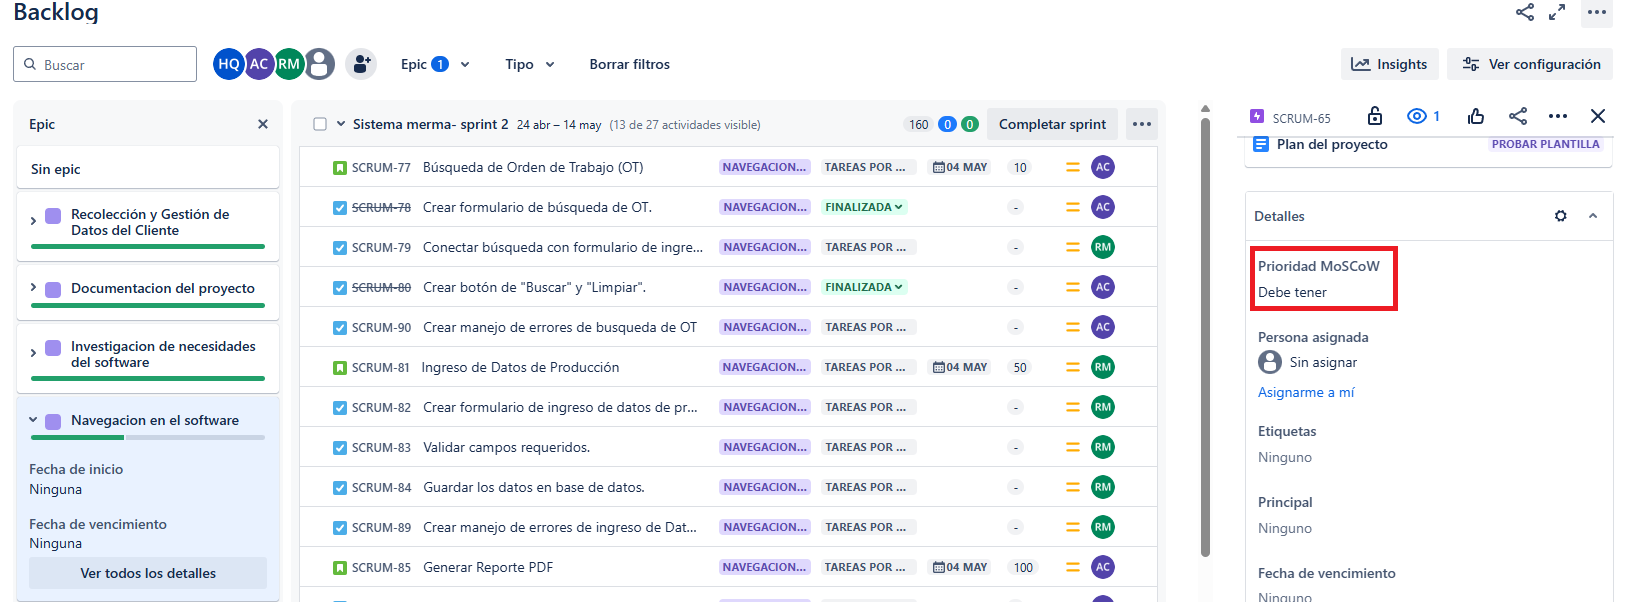 Backlog
Buscar
HQ AC RM
Epic 1
Tipo
Borrar filtros
Insights
Ver configuración
Epic
Sin epic
Recolección y Gestión de
Datos del Cliente
Documentacion del proyecto
Investigacion de necesidades
del software
Navegacion en el software
Fecha de inicio
Ninguna
Fecha de vencimiento
Ninguna
Ver todos los detalles
Sistema merma- sprint 2 24 abr – 14 may (13 de 27 actividades visible) 160 0 0 Completar sprint
SCRUM-77 Búsqueda de Orden de Trabajo (OT) NAVEGACION... TAREAS POR ... 04 MAY 10 AC
SCRUM-78 Crear formulario de búsqueda de OT. NAVEGACION... FINALIZADA - AC
SCRUM-79 Conectar búsqueda con formulario de ingre... NAVEGACION... TAREAS POR ... - RM
SCRUM-80 Crear botón de "Buscar" y "Limpiar". NAVEGACION... FINALIZADA - AC
SCRUM-90 Crear manejo de errores de busqueda de OT NAVEGACION... TAREAS POR ... - AC
SCRUM-81 Ingreso de Datos de Producción NAVEGACION... TAREAS POR ... 04 MAY 50 RM
SCRUM-82 Crear formulario de ingreso de datos de pr... NAVEGACION... TAREAS POR ... - RM
SCRUM-83 Validar campos requeridos. NAVEGACION... TAREAS POR ... - RM
SCRUM-84 Guardar los datos en base de datos. NAVEGACION... TAREAS POR ... - RM
SCRUM-89 Crear manejo de errores de ingreso de Dat... NAVEGACION... TAREAS POR ... - RM
SCRUM-85 Generar Reporte PDF NAVEGACION... TAREAS POR ... 04 MAY 100 AC
SCRUM-65 1
Plan del proyecto PROBAR PLANTILLA
Detalles
Prioridad MoSCoW
Debe tener
Persona asignada
Sin asignar
Asignarme a mí
Etiquetas
Ninguno
Principal
Ninguno
Fecha de vencimiento
Ninguno